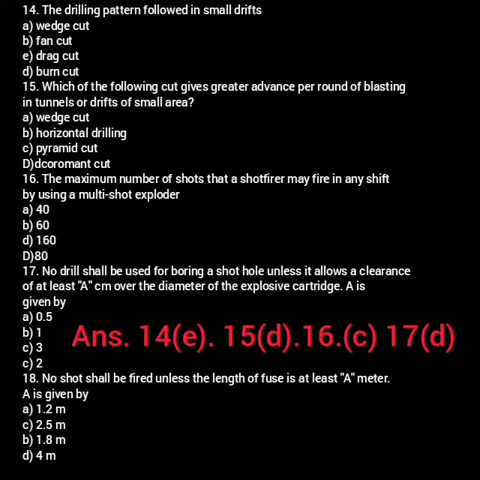 14. The drilling pattern followed in small drifts
a) wedge cut
b) fan cut
e) drag cut
d) burn cut
15. Which of the following cut gives greater advance per round of blasting
in tunnels or drifts of small area?
a) wedge cut
b) horizontal drilling
c) pyramid cut
D)dcoromant cut
16. The maximum number of shots that a shotfirer may fire in any shift
by using a multi-shot exploder
a) 40
b) 60
d) 160
D)80
17. No drill shall be used for boring a shot hole unless it allows a clearance
of at least "A" cm over the diameter of the explosive cartridge. A is
given by
a) 0.5
b) 1
c) 3
c) 2
Ans. 14(e). 15(d).16.(c) 17(d)
18. No shot shall be fired unless the length of fuse is at least "A" meter.
A is given by
a) 1.2 m
c) 2.5 m
b) 1.8 m
d) 4 m